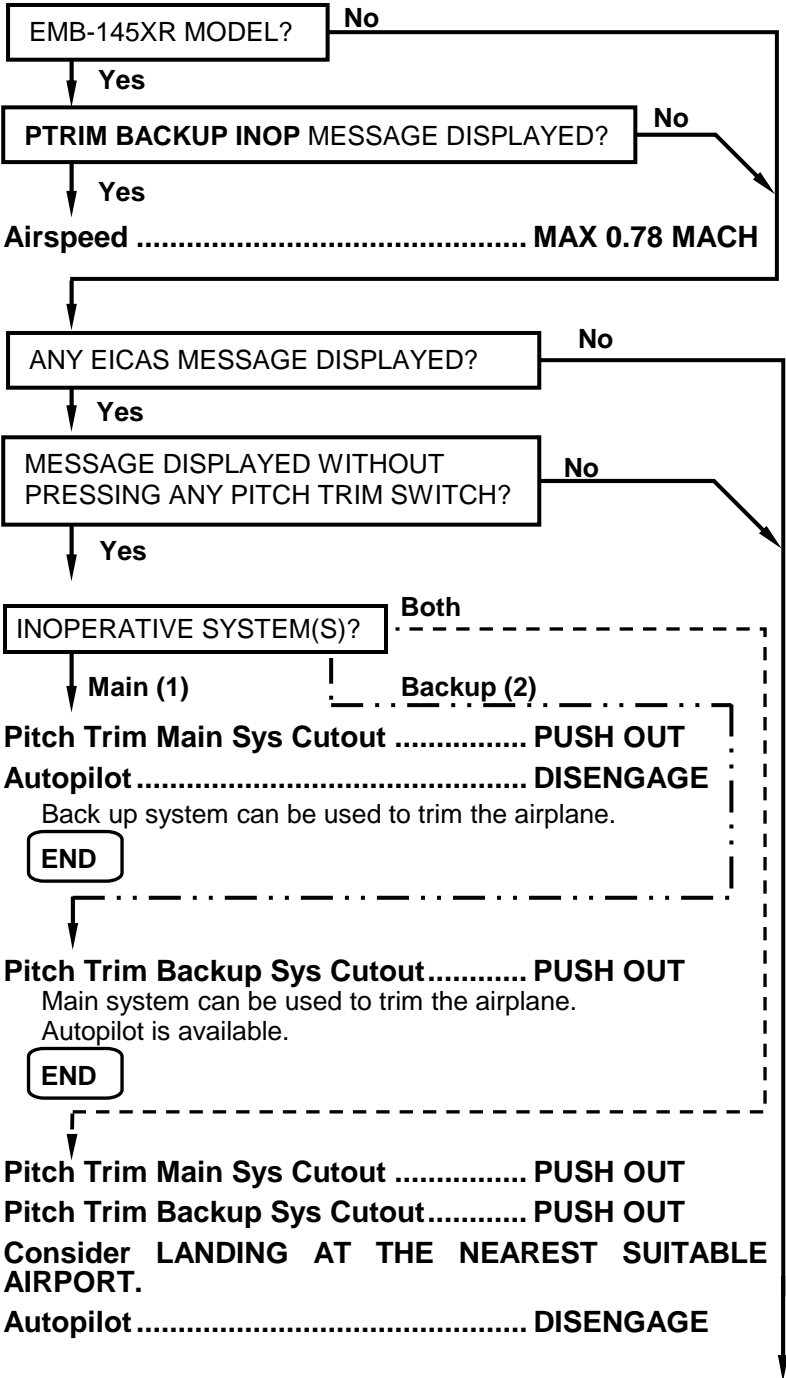 EMB-145XR MODEL?
No
Yes
PTRIM BACKUP INOP MESSAGE DISPLAYED?
No
Yes
Airspeed .............................................. MAX 0.78 MACH
ANY EICAS MESSAGE DISPLAYED?
No
Yes
MESSAGE DISPLAYED WITHOUT
PRESSING ANY PITCH TRIM SWITCH?
No
Yes
INOPERATIVE SYSTEM(S)?
Both
Main (1)
Backup (2)
Pitch Trim Main Sys Cutout ................ PUSH OUT
Autopilot .............................................. DISENGAGE
Back up system can be used to trim the airplane.
END
Pitch Trim Backup Sys Cutout ............ PUSH OUT
Main system can be used to trim the airplane.
Autopilot is available.
END
Pitch Trim Main Sys Cutout ................ PUSH OUT
Pitch Trim Backup Sys Cutout ............ PUSH OUT
Consider LANDING AT THE NEAREST SUITABLE
AIRPORT.
Autopilot .............................................. DISENGAGE